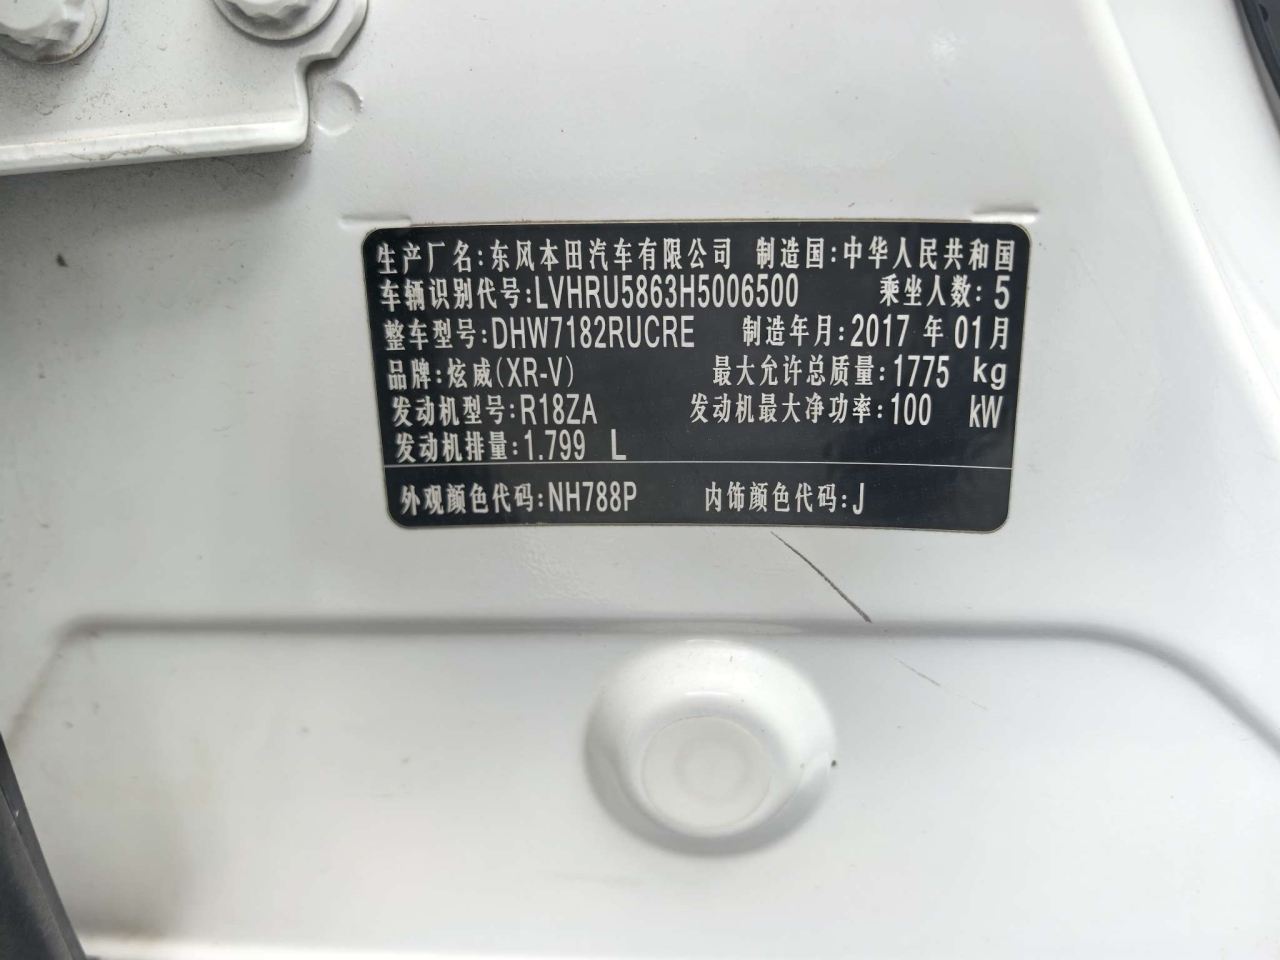 生产厂名:东风本田汽车有限公司 制造国:中华人民共和国
车辆识别代号:LVHRU5863H5006500 乘坐人数:5
整车型号:DHW7182RUCRE 制造年月:2017 年 01月
品牌:炫威(XR-V) 最大允许总质量:1775 kg
发动机型号:R18ZA 发动机最大净功率:100 kW
发动机排量:1.799 L
外观颜色代码:NH788P 内饰颜色代码:J